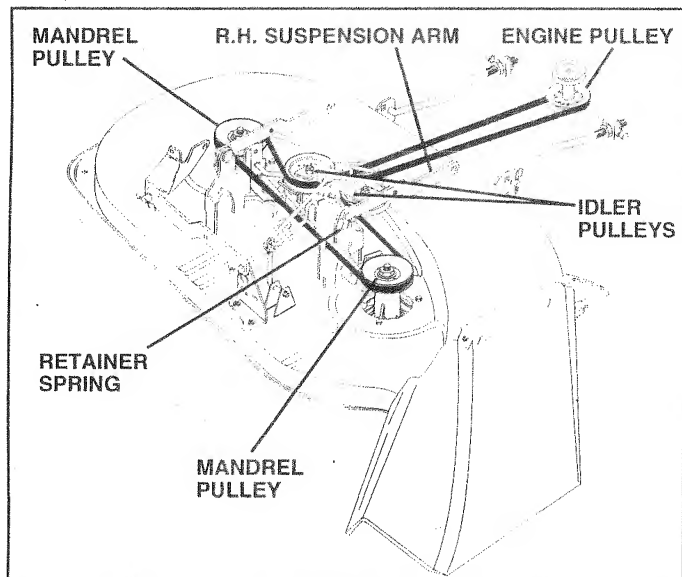 MANDREL
PULLEY
R.H. SUSPENSION ARM
ENGINE PULLEY
IDLER
PULLEYS
RETAINER
SPRING
MANDREL
PULLEY